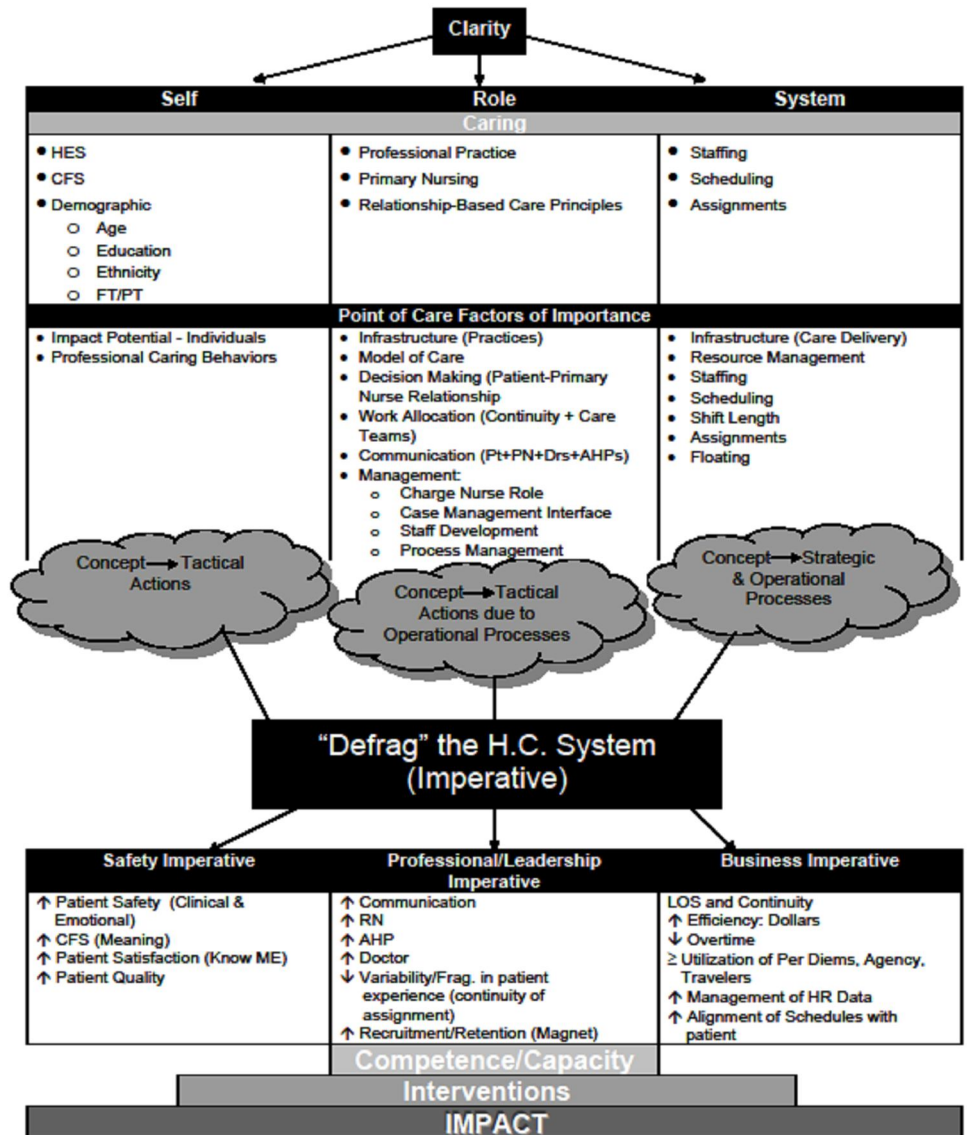 Clarity
Self
Role
System
Caring
● HES
● CFS
● Demographic
o Age
o Education
o Ethnicity
o FT/PT
● Professional Practice
● Primary Nursing
● Relationship-Based Care Principles
● Staffing
● Scheduling
● Assignments
Point of Care Factors of Importance
• Impact Potential - Individuals
• Professional Caring Behaviors
• Infrastructure (Practices)
• Model of Care
• Decision Making (Patient-Primary
Nurse Relationship
• Work Allocation (Continuity + Care
Teams)
• Communication (Pt+PN+Drs+AHPs)
• Management:
o Charge Nurse Role
o Case Management Interface
o Staff Development
o Process Management
• Infrastructure (Care Delivery)
• Resource Management
• Staffing
• Scheduling
• Shift Length
• Assignments
• Floating
Concept→Tactical
Actions
Concept→Tactical
Actions due to
Operational Processes
Concept→Strategic
& Operational
Processes
“Defrag” the H.C. System
(Imperative)
Safety Imperative
↑ Patient Safety (Clinical &
Emotional)
↑ CFS (Meaning)
↑ Patient Satisfaction (Know ME)
↑ Patient Quality
Professional/Leadership
Imperative
↑ Communication
↑ RN
↑ AHP
↑ Doctor
↓ Variability/Frag. in patient
experience (continuity of
assignment)
↑ Recruitment/Retention (Magnet)
Business Imperative
LOS and Continuity
↑ Efficiency: Dollars
↓ Overtime
≥ Utilization of Per Diems, Agency,
Travelers
↑ Management of HR Data
↑ Alignment of Schedules with
patient
Competence/Capacity
Interventions
IMPACT